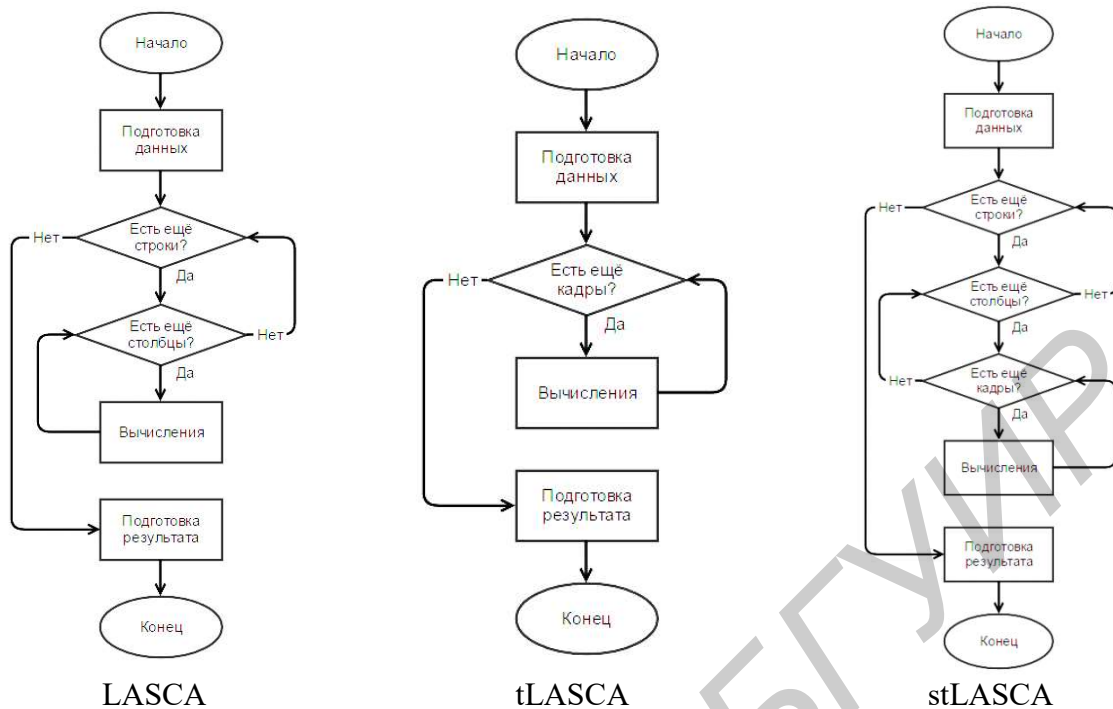 Начало
Подготовка
данных
Есть ещё
строки?
Нет
Да
Есть ещё
столбцы?
Нет
Да
Вычисления
Подготовка
результата
Конец
LASCA
Начало
Подготовка
данных
Есть ещё
кадры?
Нет
Да
Вычисления
Подготовка
результата
Конец
tLASCA
Начало
Подготовка
данных
Есть ещё
строки?
Нет
Да
Есть ещё
столбцы?
Нет
Да
Есть ещё
кадры?
Нет
Да
Вычисления
Подготовка
результата
Конец
stLASCA
БГУИР